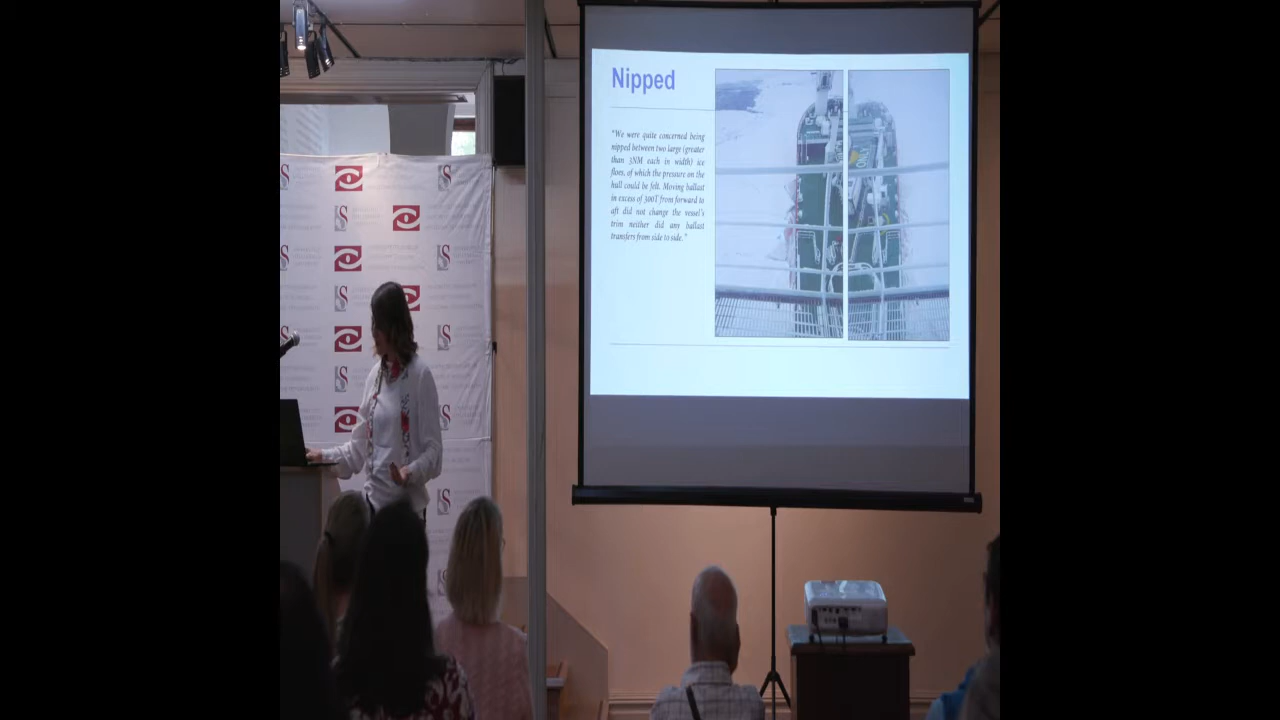 Nipped
"We were quite concerned being
nipped between two large (greater
than 3NM each in width) ice
floes, of which the pressure on the
hull could be felt. Moving ballast
in excess of 300T from forward to
aft did not change the vessel's
trim neither did any ballast
transfers from side to side."